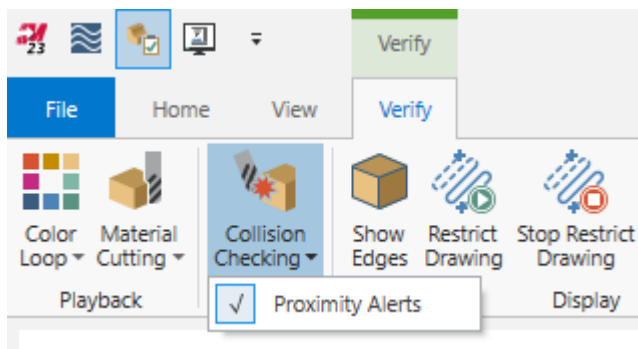 23
Verify
File Home View Verify
Color Material Collision Show Restrict Stop Restrict
Loop Cutting Checking Edges Drawing Drawing
Playback Display
√ Proximity Alerts